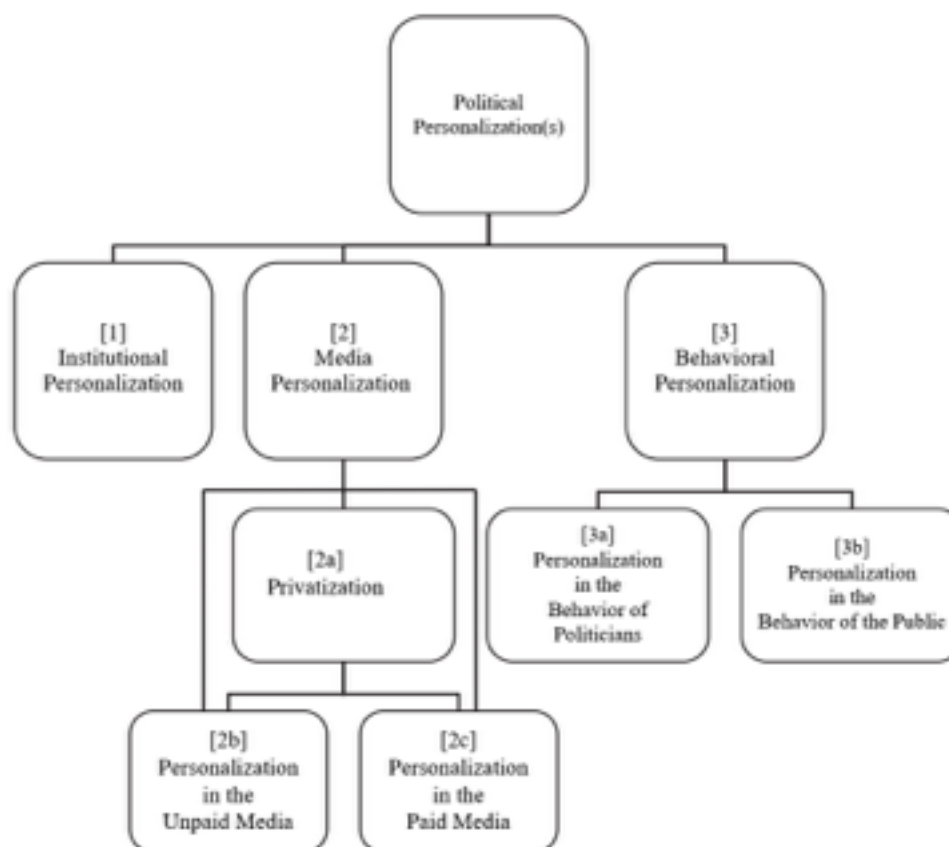 Political
Personalization(s)
[1]
Institutional
Personalization
[2]
Media
Personalization
[3]
Behavioral
Personalization
[2a]
Privatization
[3a]
Personalization
in the
Behavior of
Politicians
[3b]
Personalization
in the
Behavior of the Public
[2b]
Personalization
in the
Unpaid Media
[2c]
Personalization
in the
Paid Media